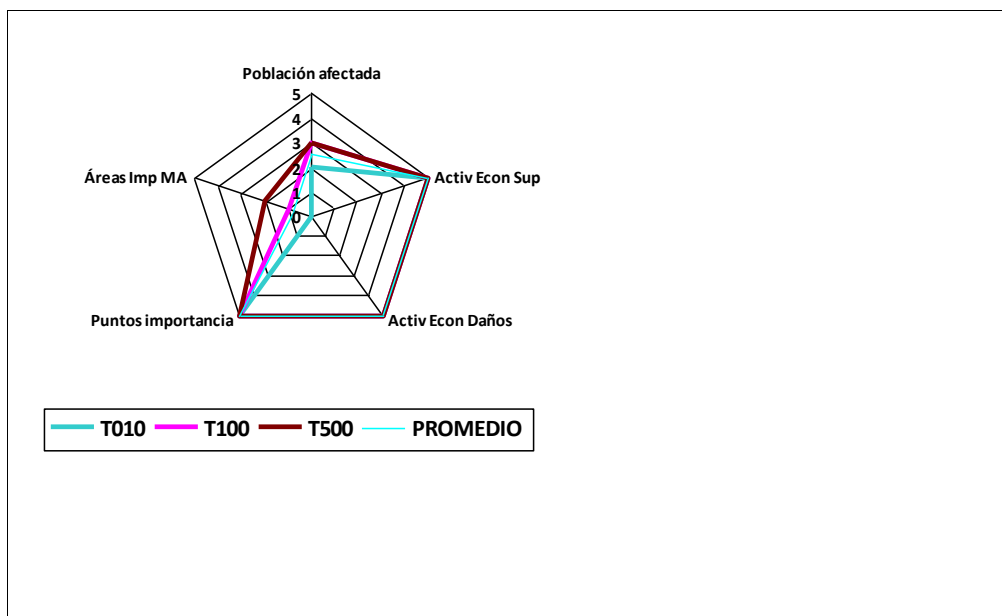 Población afectada
5
4
3
2
1
0
Áreas Imp MA
Activ Econ Sup
Puntos importancia
Activ Econ Daños
T010 T100 T500 PROMEDIO